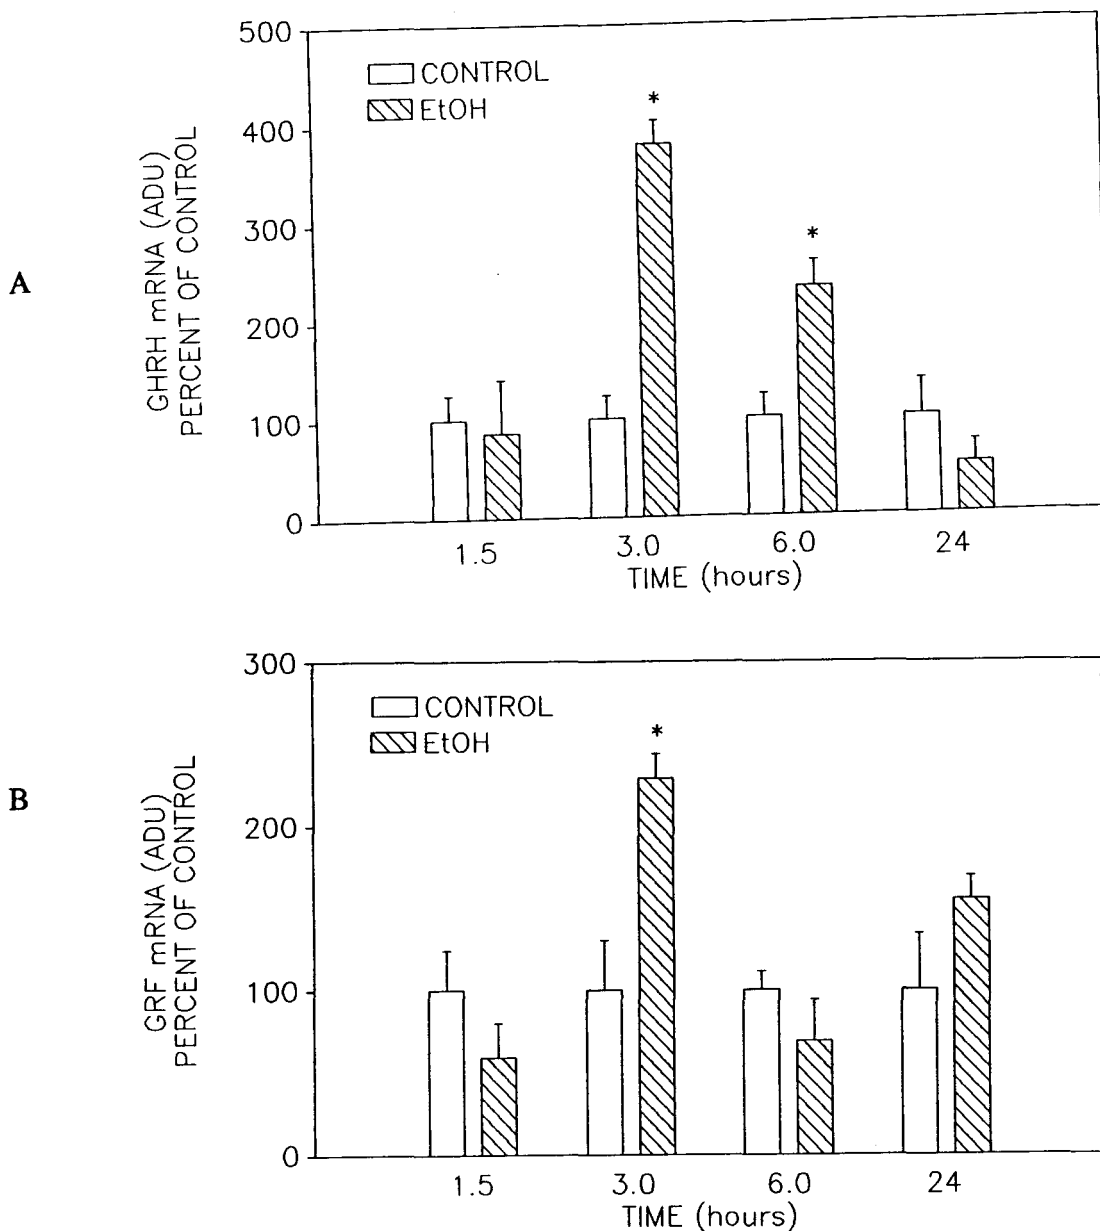 A
GHRH mRNA (ADU)
PERCENT OF CONTROL
500
400
300
200
100
0
CONTROL
EtOH
*
*
1.5
3.0
6.0
24
TIME (hours)
B
GRF mRNA (ADU)
PERCENT OF CONTROL
300
200
100
0
CONTROL
EtOH
*
1.5
3.0
6.0
24
TIME (hours)